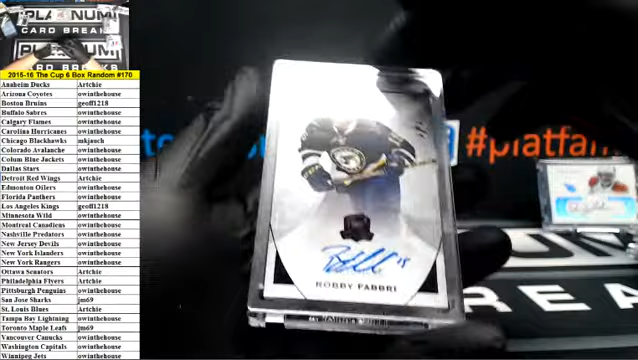 PLATINUM
CARD BREAKS
PLATINUM
CARD BREAKS
2015-16 The Cup 6 Box Random #170
Anaheim Ducks Artchie
Arizona Coyotes owinthehouse
Boston Bruins geoff1218
Buffalo Sabres owinthehouse
Calgary Flames owinthehouse
Carolina Hurricanes owinthehouse
Chicago Blackhawks mkjauch
Colorado Avalanche owinthehouse
Colum Blue Jackets owinthehouse
Dallas Stars owinthehouse
Detroit Red Wings Artchie
Edmonton Oilers owinthehouse
Florida Panthers owinthehouse
Los Angeles Kings geoff1218
Minnesota Wild owinthehouse
Montreal Canadiens owinthehouse
Nashville Predators owinthehouse
New Jersey Devils owinthehouse
New York Islanders owinthehouse
New York Rangers owinthehouse
Ottawa Senators Artchie
Philadelphia Flyers Artchie
Pittsburgh Penguins owinthehouse
San Jose Sharks jm69
St. Louis Blues Artchie
Tampa Bay Lightning owinthehouse
Toronto Maple Leafs jm69
Vancouver Canucks owinthehouse
Washington Capitals owinthehouse
Winnipeg Jets owinthehouse
#platfam
ROBBY FABBRI
BREA